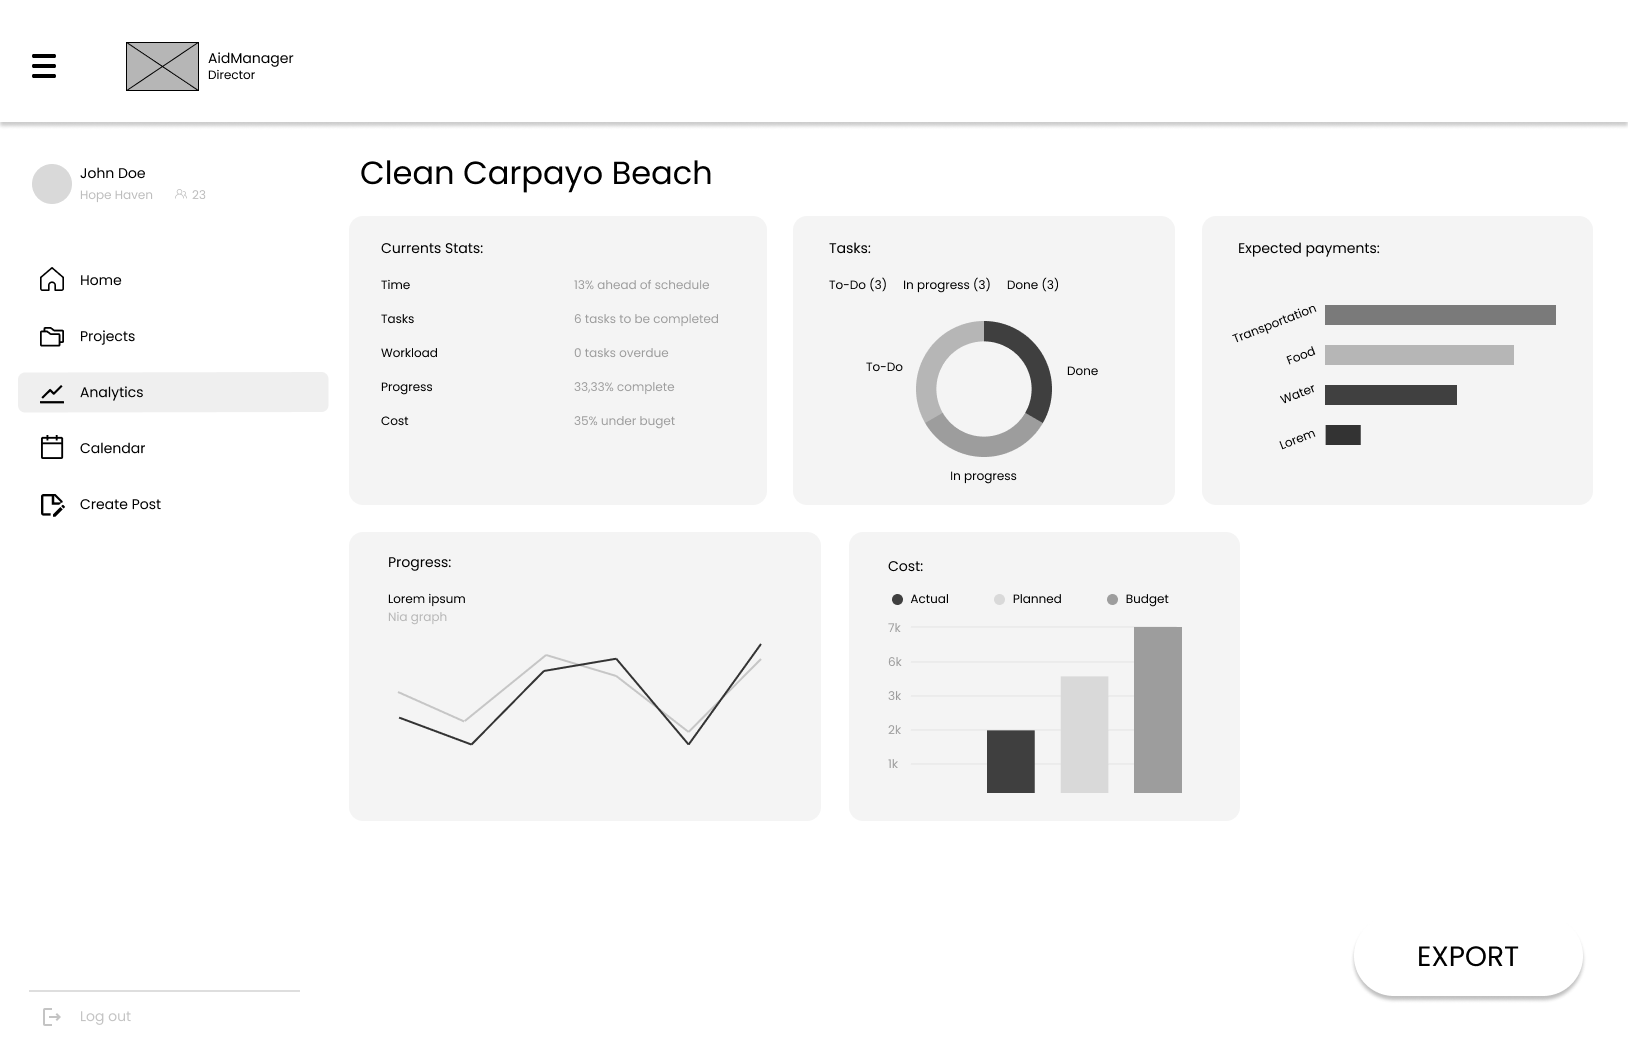 AidManager
Director
John Doe
Hope Haven 23
Home
Projects
Analytics
Calendar
Create Post
Log out
Clean Carpayo Beach
Currents Stats:
Time 13% ahead of schedule
Tasks 6 tasks to be completed
Workload 0 tasks overdue
Progress 33,33% complete
Cost 35% under buget
Tasks:
To-Do (3) In progress (3) Done (3)
To-Do
Done
In progress
Expected payments:
Transportation
Food
Water
Lorem
Progress:
Lorem ipsum
Nia graph
Cost:
Actual Planned Budget
7k
6k
3k
2k
1k
EXPORT